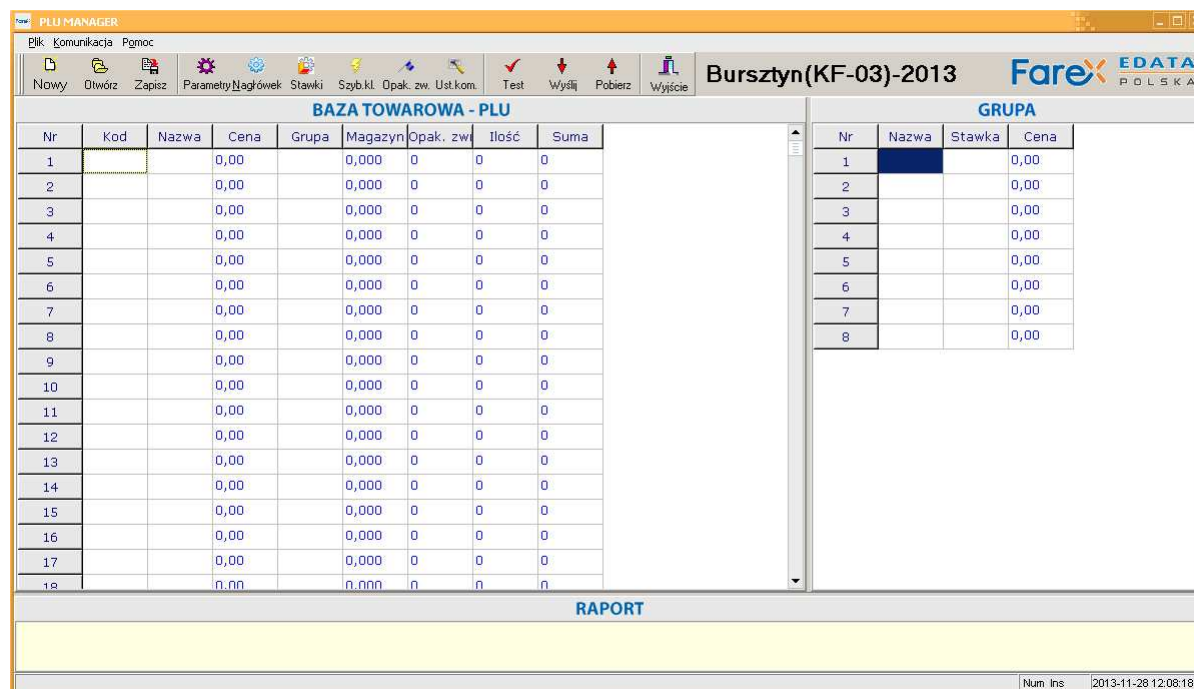 FareX PLU MANAGER
Plik Komunikacja Pomoc
Nowy Otwórz Zapisz Parametry Nagłówek Stawki Szyb.kl. Opak. zw. Ust.kom. Test Wyślij Pobierz Wyjście Bursztyn(KF-03)-2013 FareX EDATA POLSKA
BAZA TOWAROWA - PLU
Nr Kod Nazwa Cena Grupa Magazyn Opak. zwr Ilość Suma
1 0,00 0,000 0 0 0
2 0,00 0,000 0 0 0
3 0,00 0,000 0 0 0
4 0,00 0,000 0 0 0
5 0,00 0,000 0 0 0
6 0,00 0,000 0 0 0
7 0,00 0,000 0 0 0
8 0,00 0,000 0 0 0
9 0,00 0,000 0 0 0
10 0,00 0,000 0 0 0
11 0,00 0,000 0 0 0
12 0,00 0,000 0 0 0
13 0,00 0,000 0 0 0
14 0,00 0,000 0 0 0
15 0,00 0,000 0 0 0
16 0,00 0,000 0 0 0
17 0,00 0,000 0 0 0
18 0,00 0,000 0 0 0
GRUPA
Nr Nazwa Stawka Cena
1 0,00
2 0,00
3 0,00
4 0,00
5 0,00
6 0,00
7 0,00
8 0,00
RAPORT
Num Ins 2013-11-28 12:08:18